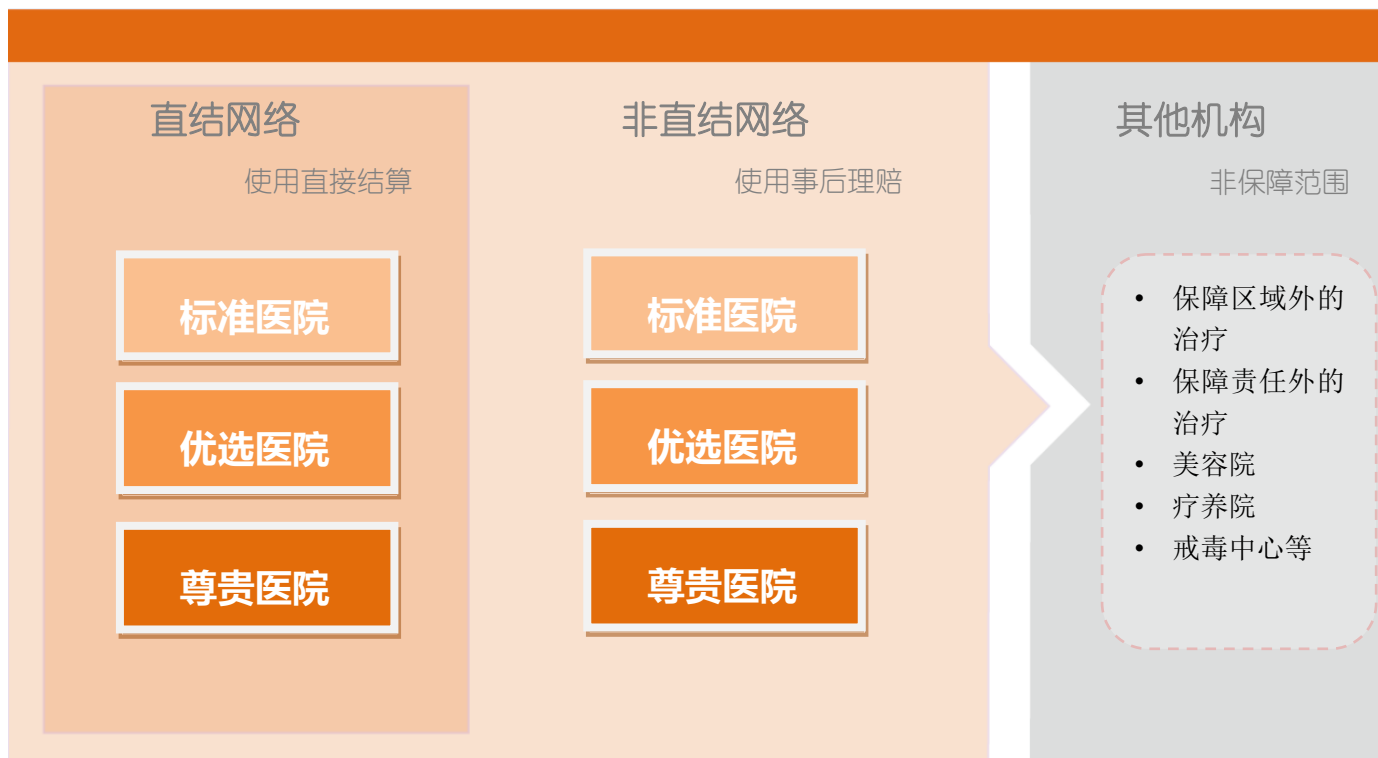 直结网络
使用直接结算
标准医院
优选医院
尊贵医院
非直结网络
使用事后理赔
标准医院
优选医院
尊贵医院
其他机构
非保障范围
• 保障区域外的
治疗
• 保障责任外的
治疗
• 美容院
• 疗养院
• 戒毒中心等